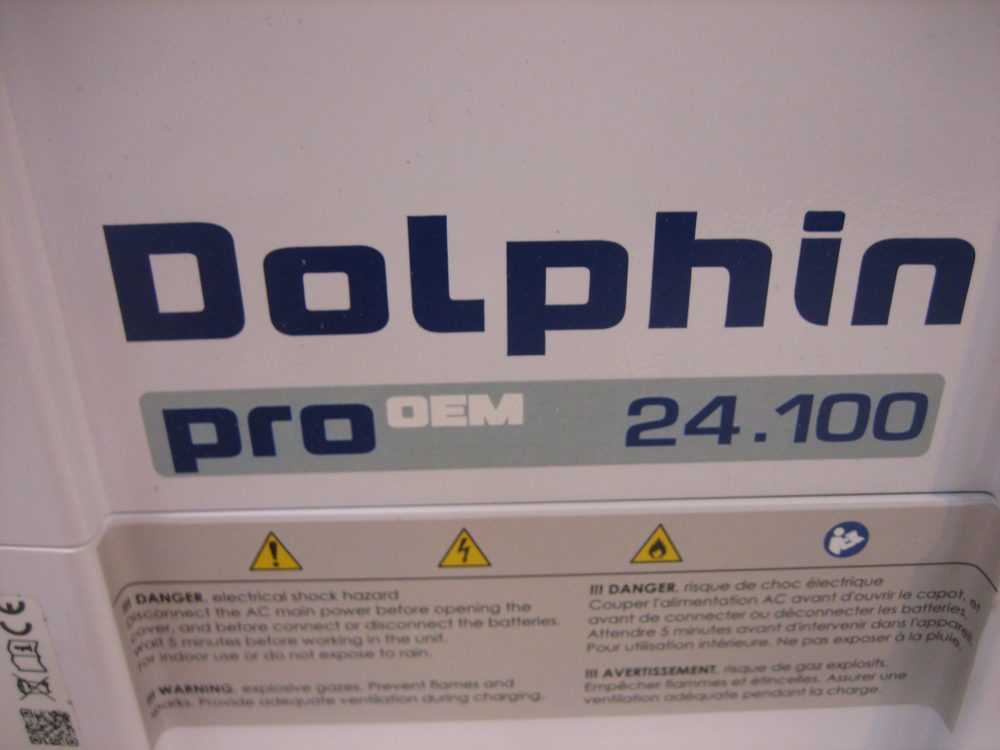 Dolphin
pro OEM 24.100
!!! DANGER, electrical shock hazard
Disconnect the AC main power before opening the
cover, and before connect or disconnect the batteries.
Wait 5 minutes before working in the unit.
For indoor use or do not expose to rain.
!!! WARNING, explosive gazes. Prevent flames and
sparks. Provide adequate ventilation during charging.
!!! DANGER, risque de choc électrique
Couper l'alimentation AC avant d'ouvrir le capot, et
avant de connecter ou déconnecter les batteries.
Attendre 5 minutes avant d'intervenir dans l'appareil.
Pour utilisation intérieure. Ne pas exposer à la pluie.
!!! AVERTISSEMENT, risque de gaz explosifs.
Empêcher flammes et étincelles. Assurer une
ventilation adéquate pendant la charge.
CE